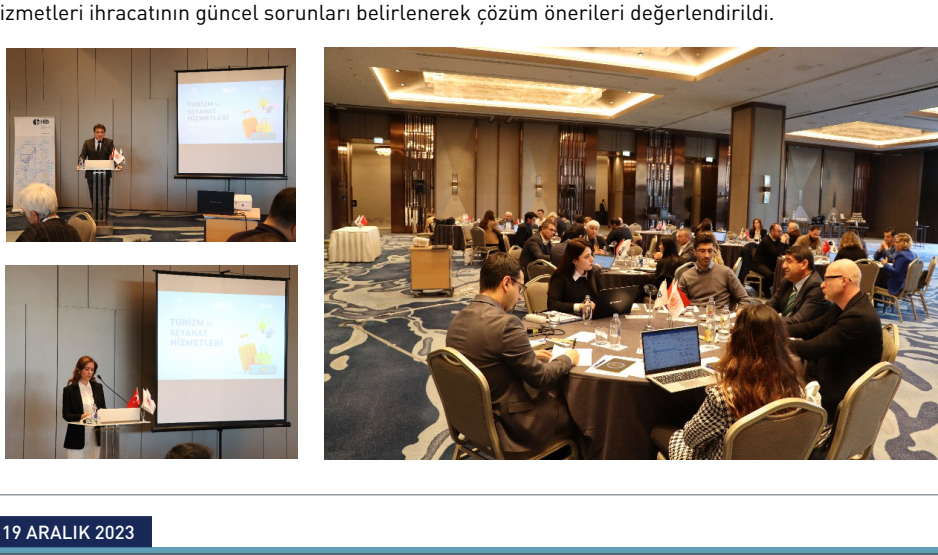 izmetleri ihracatının güncel sorunları belirlenerek çözüm önerileri değerlendirildi.
HİB
TURİZM ve
SEYAHAT
HİZMETLERİ
TURİZM ve
SEYAHAT
HİZMETLERİ
19 ARALIK 2023